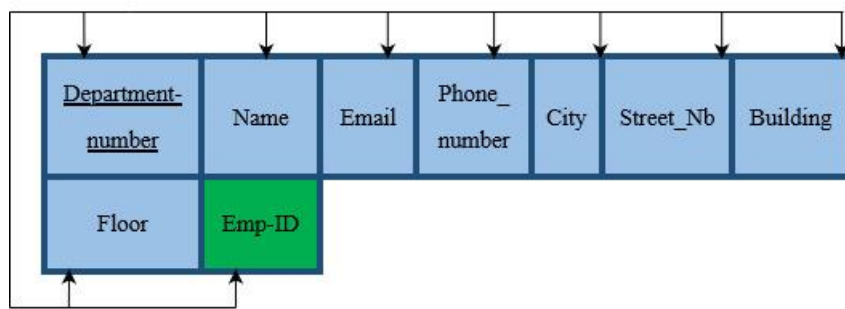 Department-
number
Name
Email
Phone_
number
City
Street_Nb
Building
Floor
Emp-ID